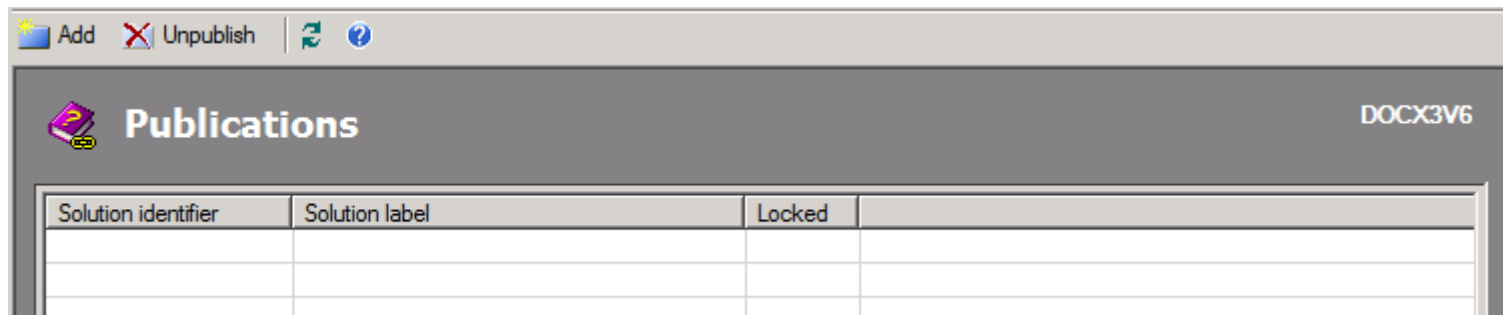 Add Unpublish
Publications
DOCX3V6
Solution identifier Solution label Locked